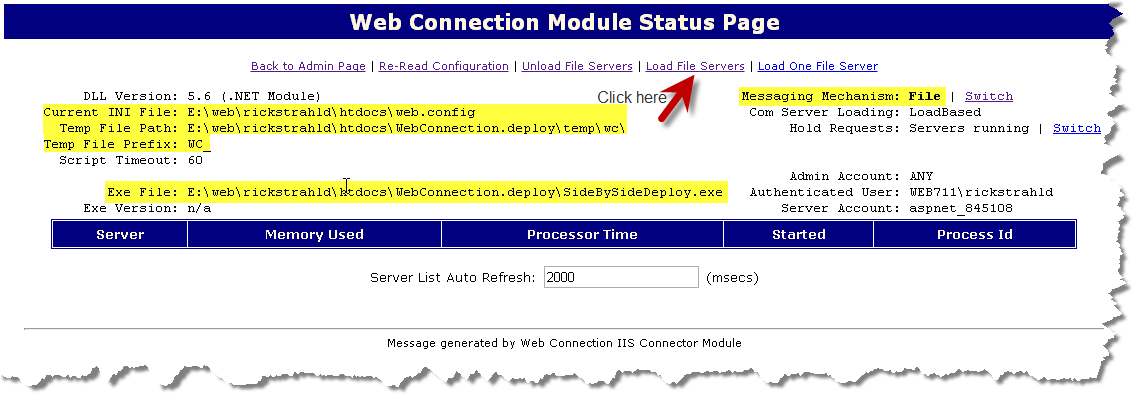 Web Connection Module Status Page
Back to Admin Page | Re-Read Configuration | Unload File Servers | Load File Servers | Load One File Server
Click here
DLL Version: 5.6 (.NET Module)
Current INI File: E:\web\rickstrahld\htdocs\web.config
Temp File Path: E:\web\rickstrahld\htdocs\WebConnection.deploy\temp\wc\
Temp File Prefix: WC_
Script Timeout: 60
Exe File: E:\web\rickstrahld\htdocs\WebConnection.deploy\SideBySideDeploy.exe
Exe Version: n/a
Messaging Mechanism: File | Switch
Com Server Loading: LoadBased
Hold Requests: Servers running | Switch
Admin Account: ANY
Authenticated User: WEB711\rickstrahld
Server Account: aspnet_845108
Server Memory Used Processor Time Started Process Id
Server List Auto Refresh: 2000 (msecs)
Message generated by Web Connection IIS Connector Module